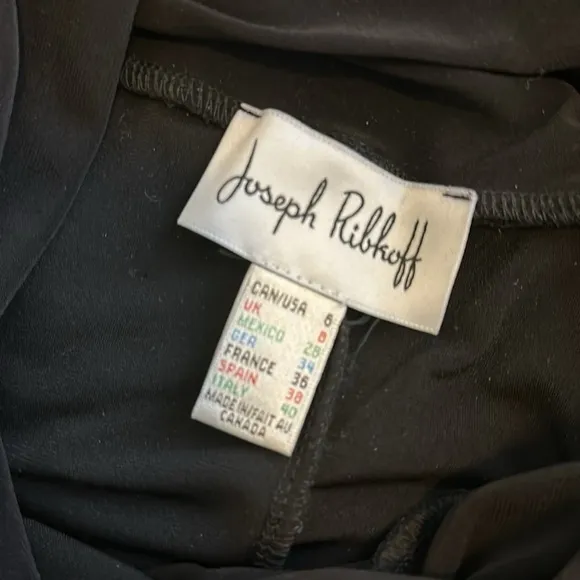 Joseph Ribkoff
CAN/USA 6
UK 8
MEXICO 28
GER 34
FRANCE 36
SPAIN 38
ITALY 40
MADE IN/FAIT AU
CANADA